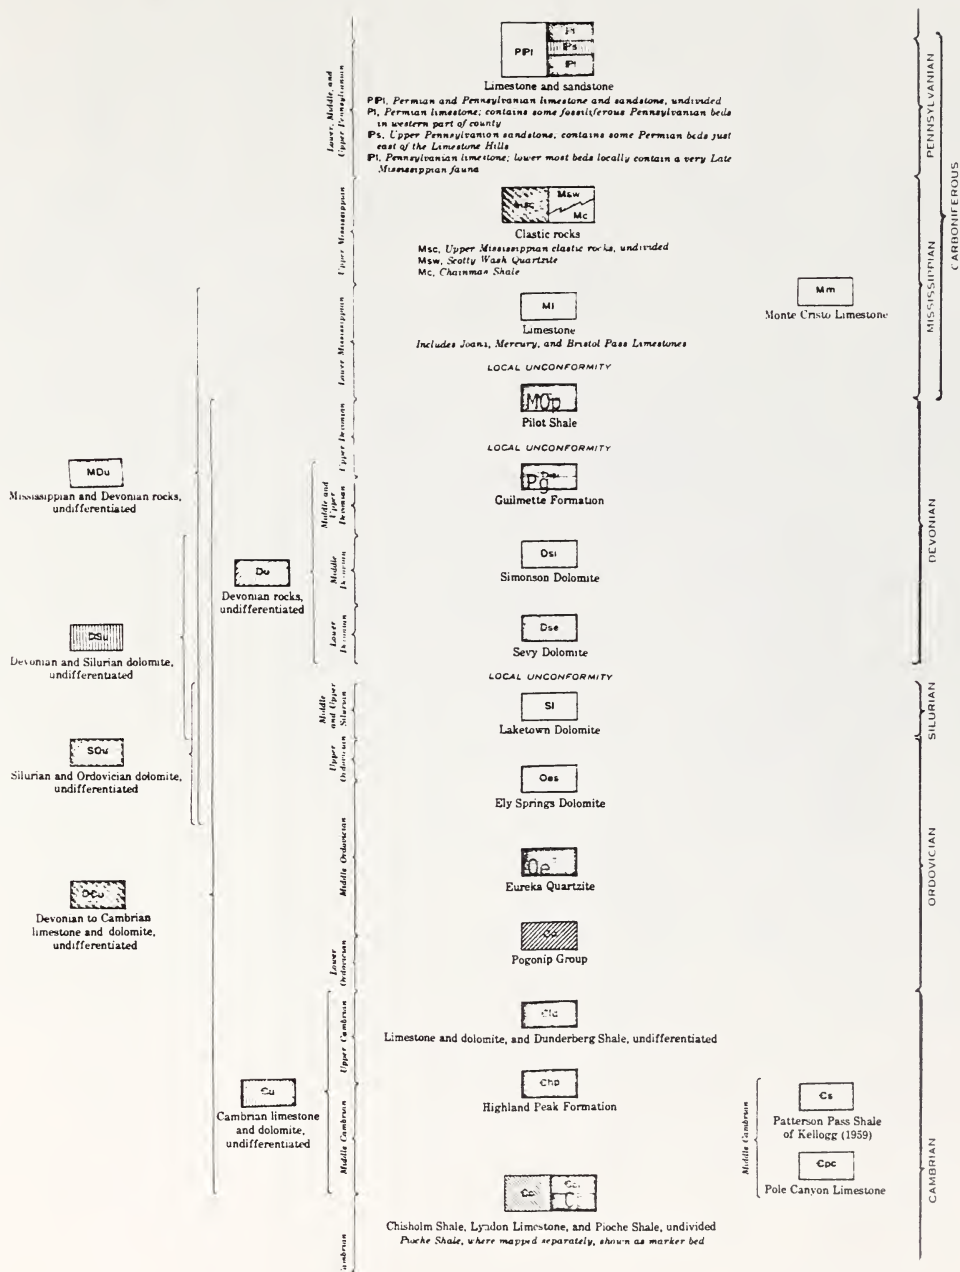 PPl
Pl
Ps
Pl
Limestone and sandstone
PPl, Permian and Pennsylvanian limestone and sandstone, undivided
Pl, Permian limestone; contains some fossiliferous Pennsylvanian beds
in western part of county
Ps, Upper Pennsylvanian sandstone; contains some Permian beds just
east of the Limestone Hills
Pl, Pennsylvanian limestone; lower most beds locally contain a very Late
Mississippian fauna
Lower, Middle, and
Upper Pennsylvanian
PENNSYLVANIAN
CARBONIFEROUS
Msw
Mc
Clastic rocks
Msc, Upper Mississippian clastic rocks, undivided
Msw, Scotty Wash Quartzite
Mc, Chainman Shale
Upper Mississippian
MISSISSIPPIAN
Ml
Limestone
Includes Joana, Mercury, and Bristol Pass Limestones
Lower Mississippian
Mm
Monte Cristo Limestone
LOCAL UNCONFORMITY
MDp
Pilot Shale
Upper Devonian
LOCAL UNCONFORMITY
MDu
Mississippian and Devonian rocks,
undifferentiated
Dg
Guilmette Formation
Middle and
Upper
Devonian
DEVONIAN
Du
Devonian rocks,
undifferentiated
Dsi
Simonson Dolomite
Middle
Devonian
DSu
Devonian and Silurian dolomite,
undifferentiated
Dse
Sevy Dolomite
Lower
Devonian
LOCAL UNCONFORMITY
Sl
Laketown Dolomite
Middle
and Upper
Silurian
SILURIAN
SOu
Silurian and Ordovician dolomite,
undifferentiated
Upper
Ordovician
Oes
Ely Springs Dolomite
Middle Ordovician
ORDOVICIAN
Oe
Eureka Quartzite
DCu
Devonian to Cambrian
limestone and dolomite,
undifferentiated
Pogonip Group
Lower
Ordovician
Cld
Limestone and dolomite, and Dunderberg Shale, undifferentiated
Upper Cambrian
Cu
Cambrian limestone
and dolomite,
undifferentiated
Chp
Highland Peak Formation
Middle Cambrian
Middle Cambrian
Cs
Patterson Pass Shale
of Kellogg (1959)
Cpc
Pole Canyon Limestone
CAMBRIAN
Chisholm Shale, Lyndon Limestone, and Pioche Shale, undivided
Pioche Shale, where mapped separately, shown as marker bed
Cambrian